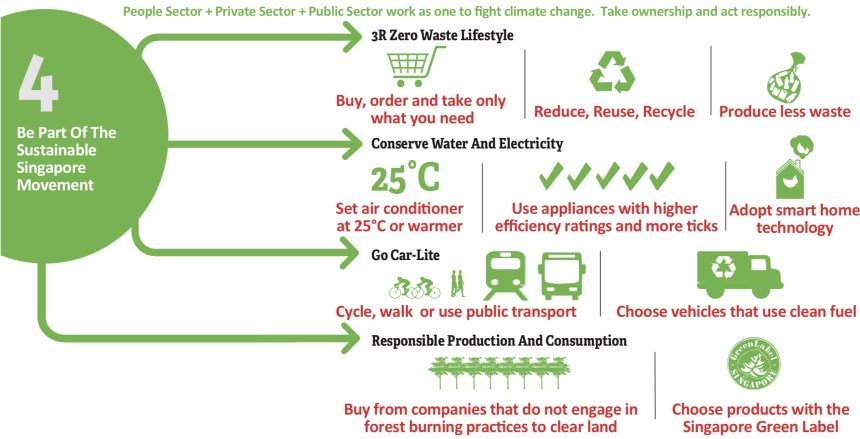 People Sector + Private Sector + Public Sector work as one to fight climate change. Take ownership and act responsibly.
4
Be Part Of The
Sustainable
Singapore
Movement
3R Zero Waste Lifestyle
Buy, order and take only
what you need
Reduce, Reuse, Recycle
Produce less waste
Conserve Water And Electricity
25°C
Set air conditioner
at 25°C or warmer
Use appliances with higher
efficiency ratings and more ticks
Adopt smart home
technology
Go Car-Lite
Cycle, walk or use public transport
Choose vehicles that use clean fuel
Responsible Production And Consumption
Buy from companies that do not engage in
forest burning practices to clear land
GreenLabel
SINGAPORE
Choose products with the
Singapore Green Label